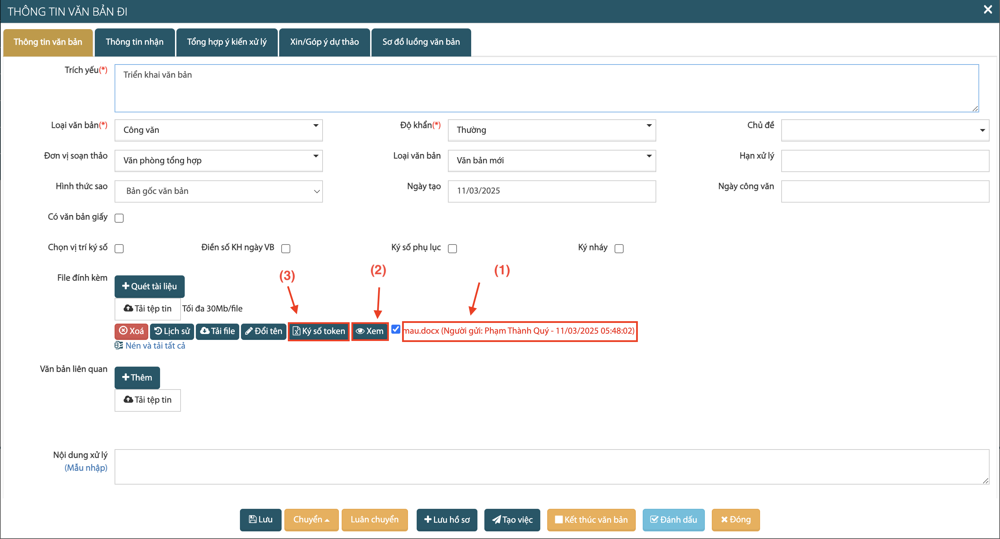 THÔNG TIN VĂN BẢN ĐI
Thông tin văn bản Thông tin nhận Tổng hợp ý kiến xử lý Xin/Góp ý dự thảo Sơ đồ luồng văn bản
Trích yếu(*) Triển khai văn bản
Loại văn bản(*) Công văn Độ khẩn(*) Thường Chủ đề
Đơn vị soạn thảo Văn phòng tổng hợp Loại văn bản Văn bản mới Hạn xử lý
Hình thức sao Bản gốc văn bản Ngày tạo 11/03/2025 Ngày công văn
Có văn bản giấy
Chọn vị trí ký số Điền số KH ngày VB Ký số phụ lục Ký nháy
(3) (2) (1)
File đính kèm Quét tài liệu
Tải tệp tin Tối đa 30Mb/file
Xoá Lịch sử Tải file Đổi tên Ký số token Xem mau.docx (Người gửi: Phạm Thành Quý - 11/03/2025 05:48:02)
Nén và tải tất cả
Văn bản liên quan Thêm
Tải tệp tin
Nội dung xử lý
(Mẫu nhập)
Lưu Chuyển Luân chuyển Lưu hồ sơ Tạo việc Kết thúc văn bản Đánh dấu Đóng